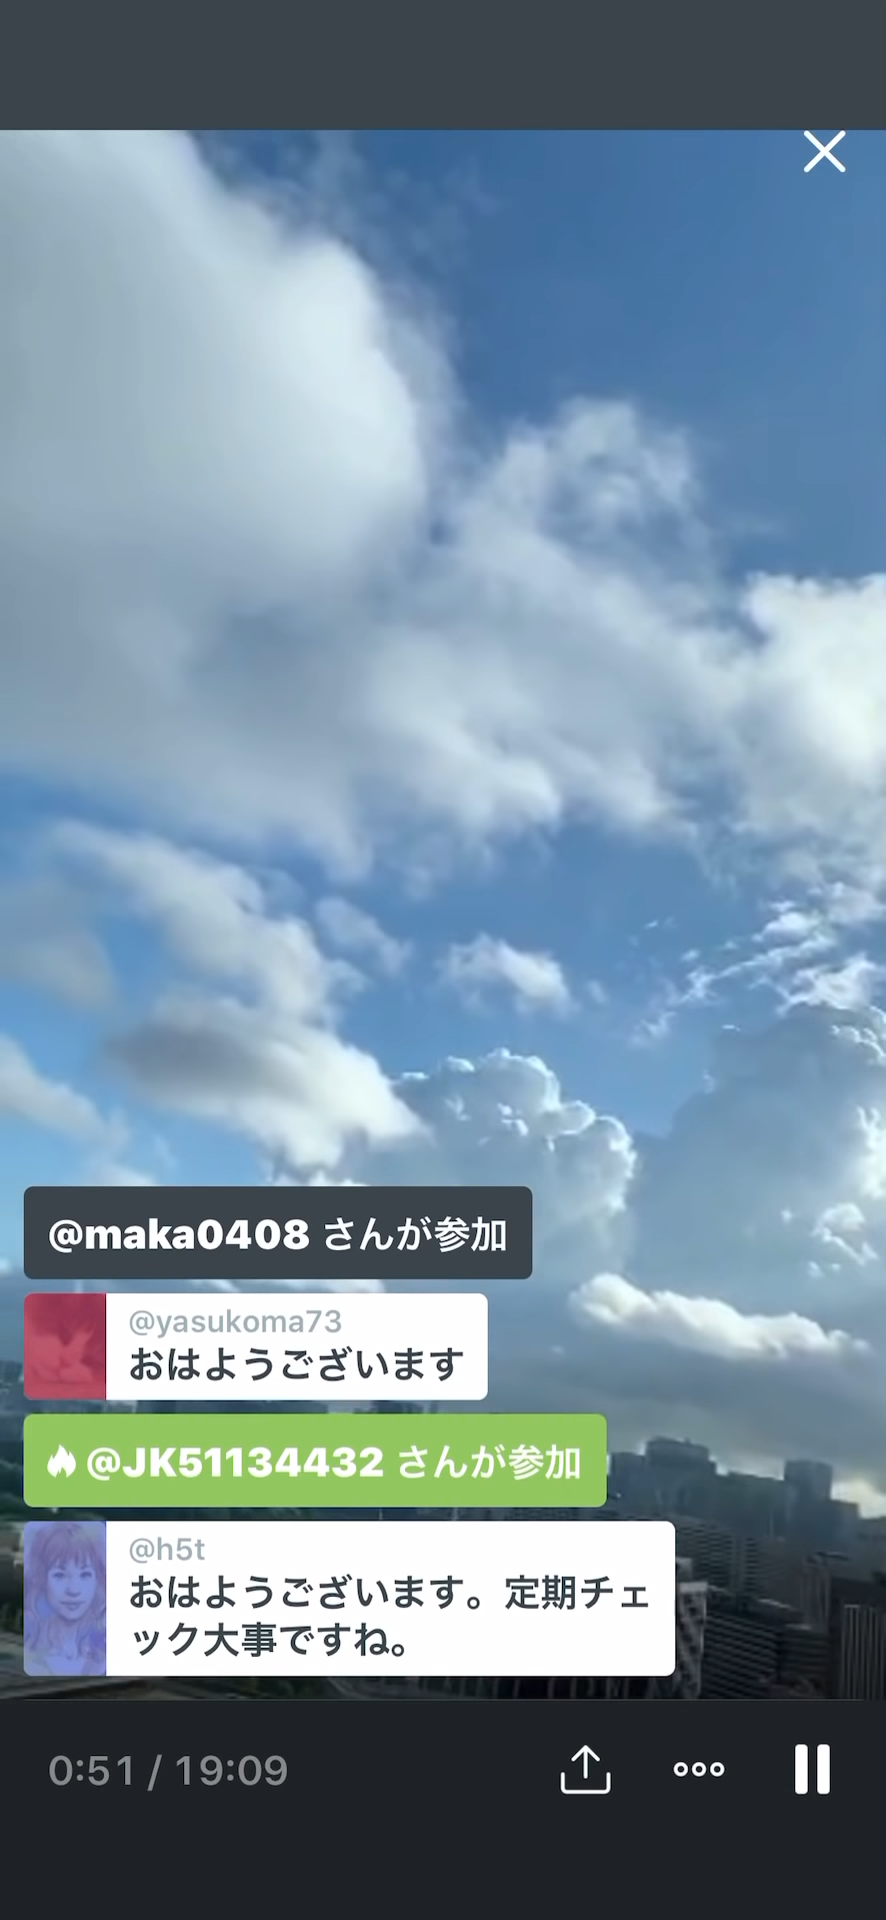 @maka0408 さんが参加
@yasukoma73
おはようございます
@JK51134432 さんが参加
@h5t
おはようございます。定期チェ
ック大事ですね。
0:51 / 19:09